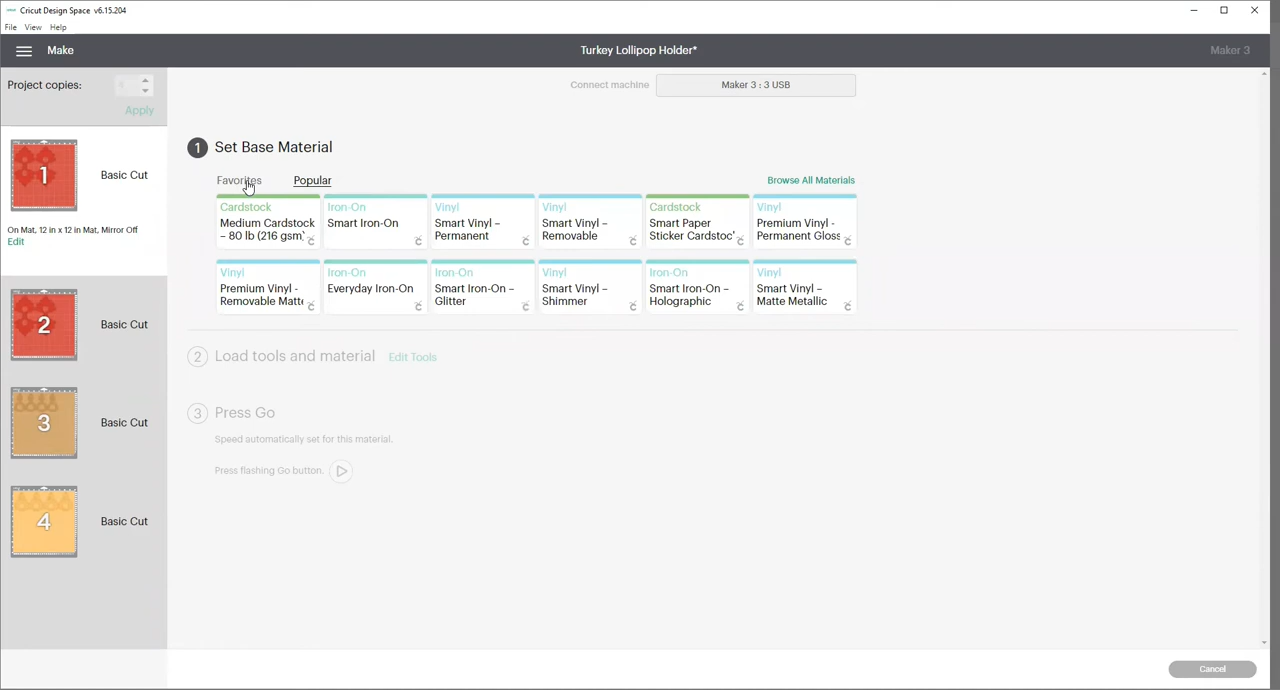 Cricut Design Space v6.15.204
File View Help
Make
Turkey Lollipop Holder*
Maker 3
Project copies:
Apply
Connect machine
Maker 3 : 3 USB
1 Set Base Material
Favorites Popular Browse All Materials
Cardstock
Medium Cardstock
– 80 lb (216 gsm)
Iron-On
Smart Iron-On
Vinyl
Smart Vinyl –
Permanent
Vinyl
Smart Vinyl –
Removable
Cardstock
Smart Paper
Sticker Cardstoc
Vinyl
Premium Vinyl -
Permanent Gloss
Vinyl
Premium Vinyl -
Removable Matte
Iron-On
Everyday Iron-On
Iron-On
Smart Iron-On –
Glitter
Vinyl
Smart Vinyl –
Shimmer
Iron-On
Smart Iron-On –
Holographic
Vinyl
Smart Vinyl –
Matte Metallic
1
Basic Cut
On Mat, 12 in x 12 in Mat, Mirror Off
Edit
2
Basic Cut
3
Basic Cut
4
Basic Cut
2 Load tools and material Edit Tools
3 Press Go
Speed automatically set for this material.
Press flashing Go button.
Cancel